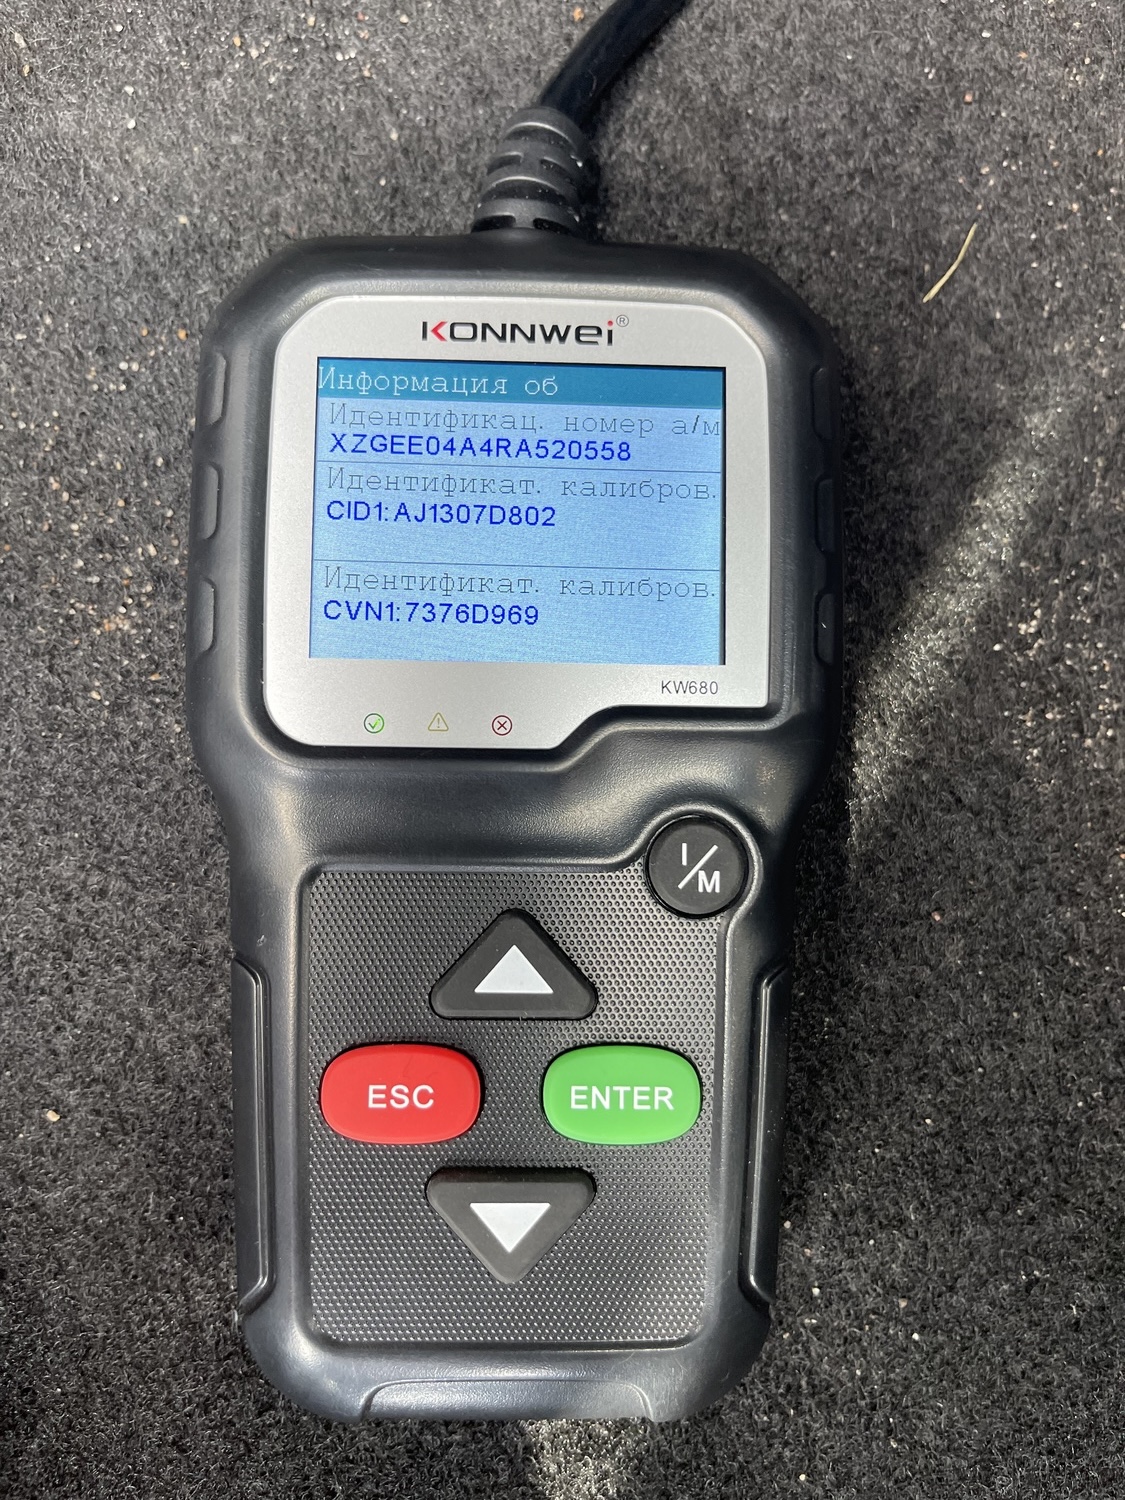 KONNWEI®
Информация об
Идентификац. номер а/м
XZGEE04A4RA520558
Идентификат. калибров.
CID1:AJ1307D802
Идентификат. калибров.
CVN1:7376D969
KW680
I/M
ESC
ENTER